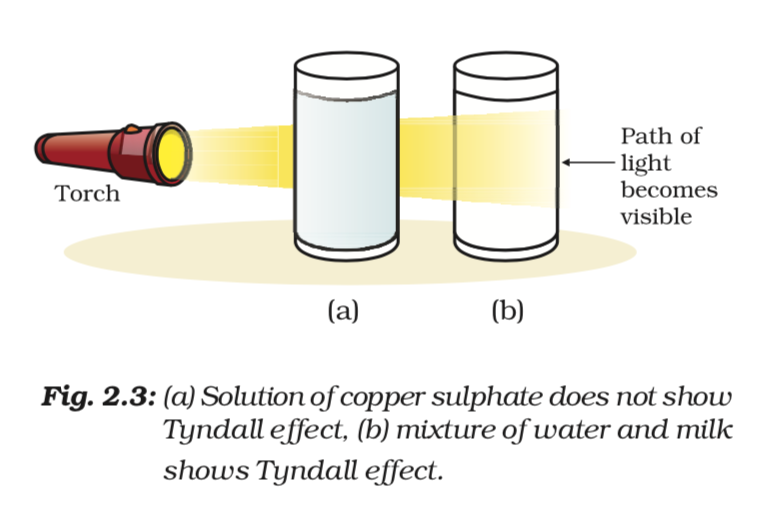 Torch
Path of
light
becomes
visible
(a)
(b)
Fig. 2.3: (a) Solution of copper sulphate does not show
Tyndall effect, (b) mixture of water and milk
shows Tyndall effect.